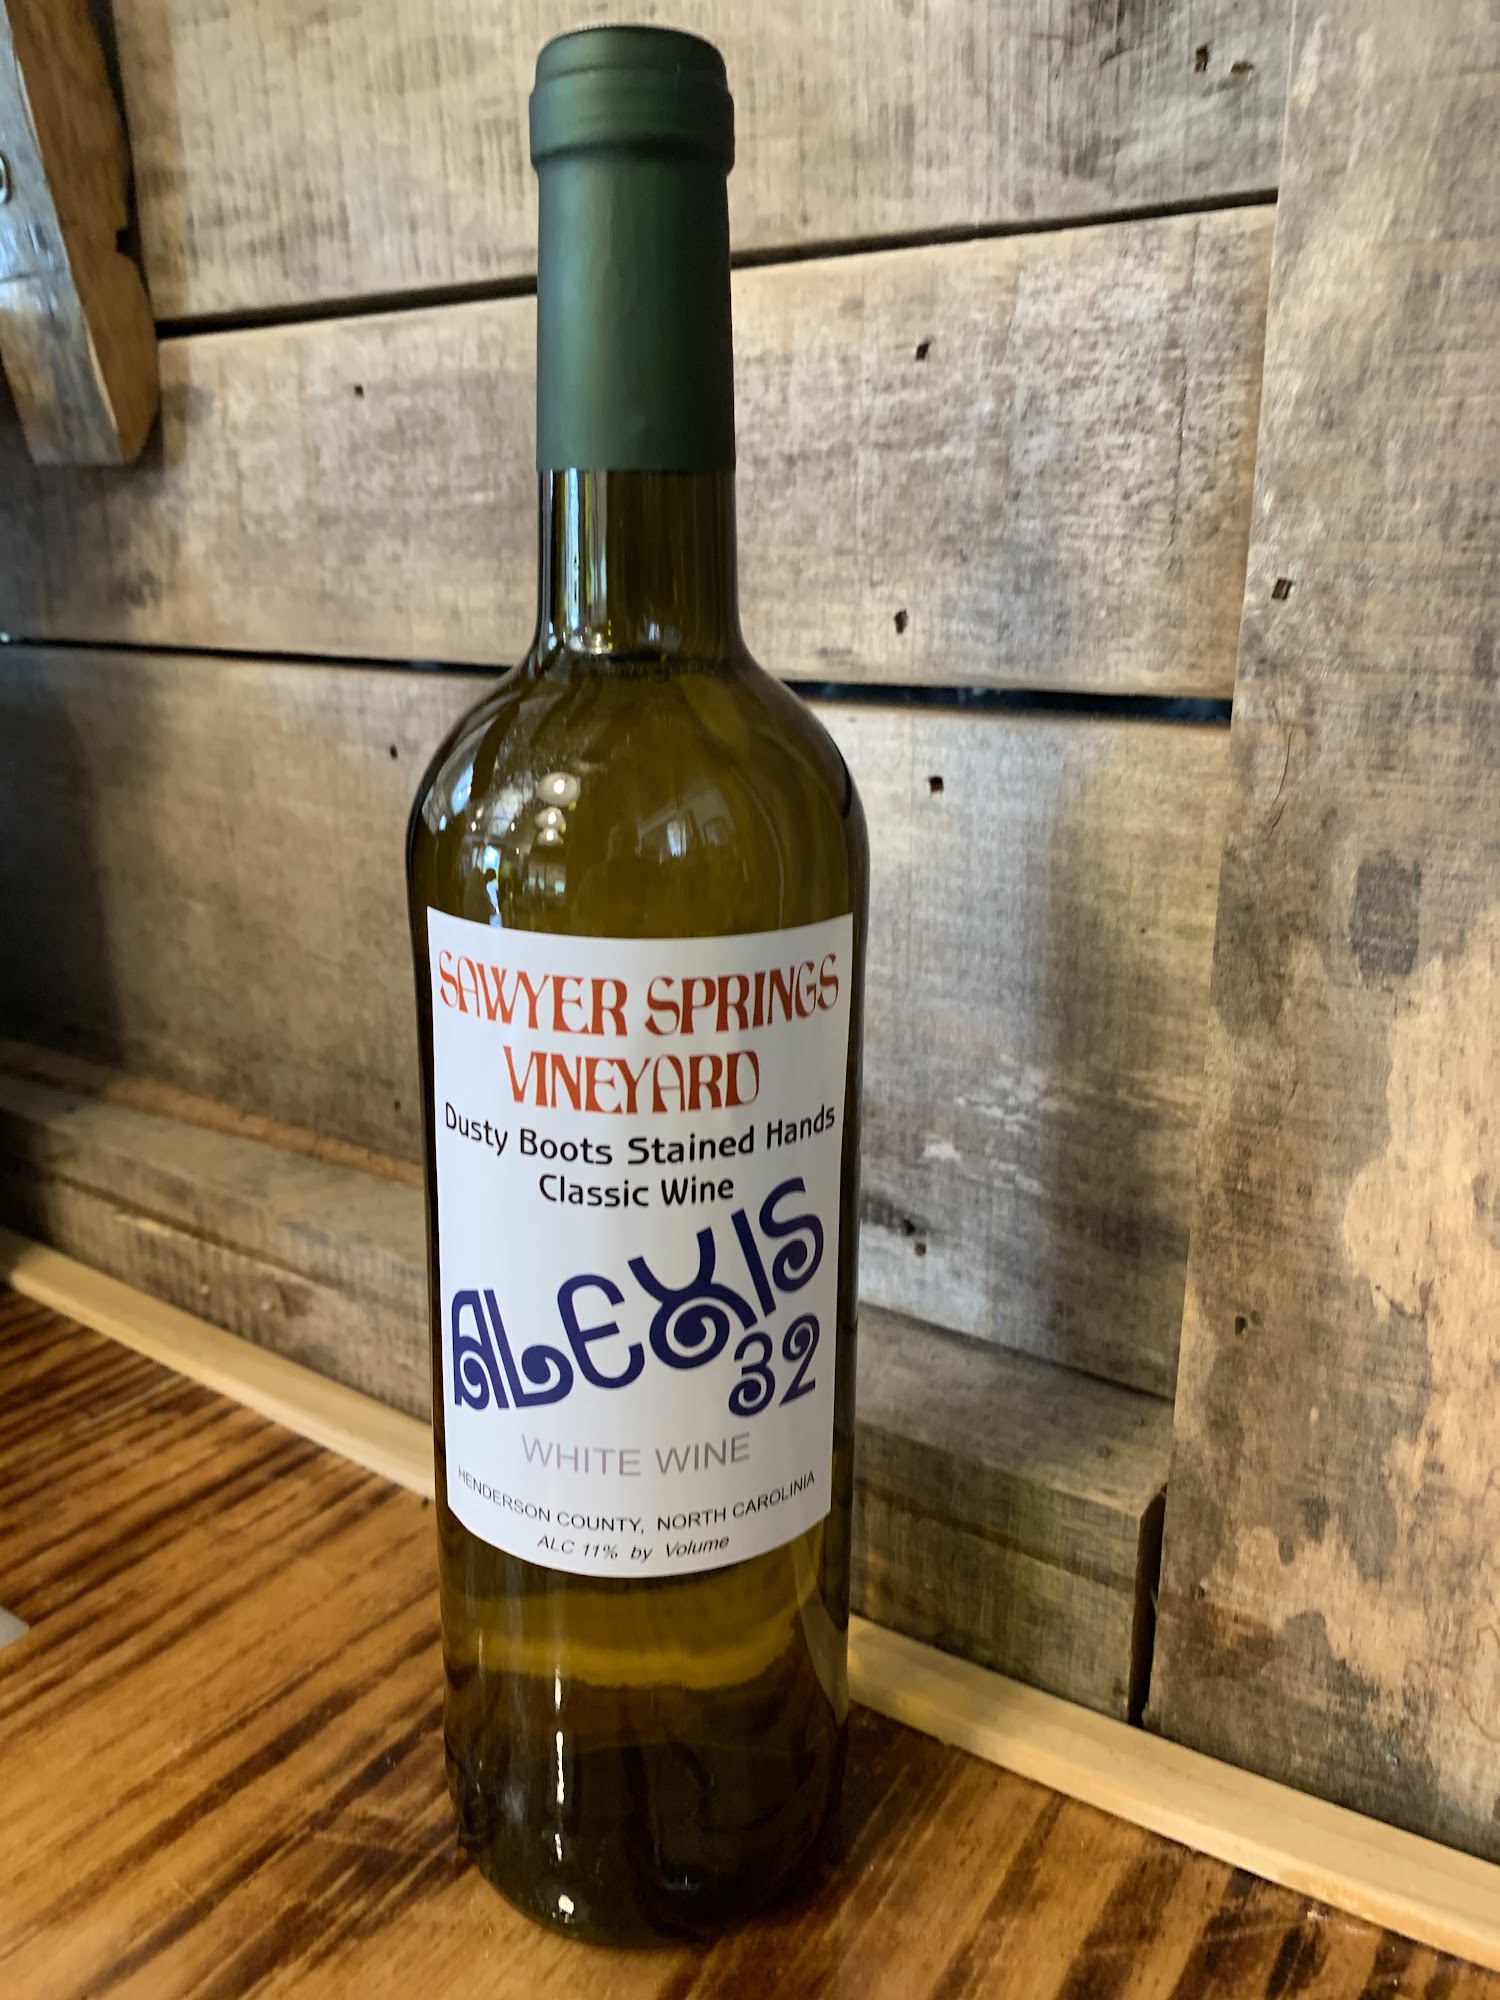 SAWYER SPRINGS
VINEYARD
Dusty Boots Stained Hands
Classic Wine
ALEXIS
32
WHITE WINE
HENDERSON COUNTY, NORTH CAROLINIA
ALC 11% by Volume